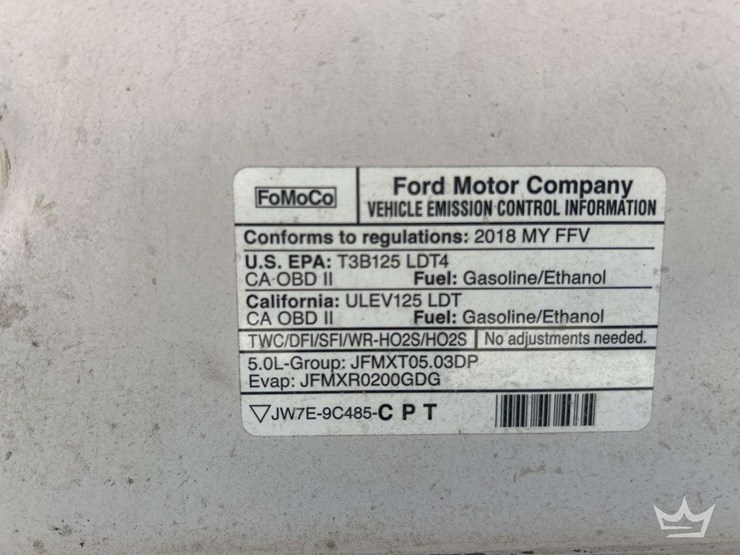 FoMoCo
Ford Motor Company
VEHICLE EMISSION CONTROL INFORMATION
Conforms to regulations: 2018 MY FFV
U.S. EPA: T3B125 LDT4
CA OBD II Fuel: Gasoline/Ethanol
California: ULEV125 LDT
CA OBD II Fuel: Gasoline/Ethanol
TWC/DFI/SFI/WR-HO2S/HO2S No adjustments needed.
5.0L-Group: JFMXT05.03DP
Evap: JFMXR0200GDG
▽JW7E-9C485-C P T